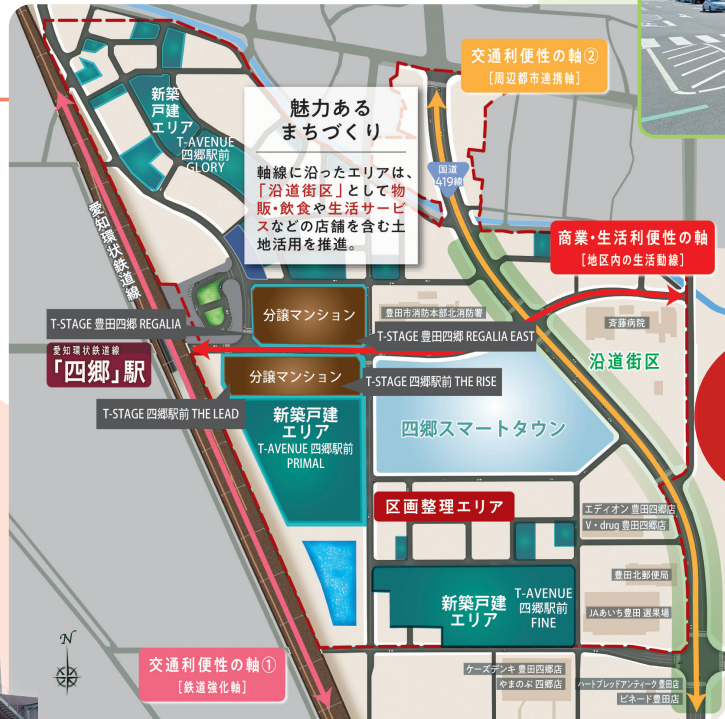 交通利便性の軸②
[周辺都市連携軸]
新築
戸建
エリア
T-AVENUE
四郷駅前
GLORY
魅力ある
まちづくり
軸線に沿ったエリアは、
「沿道街区」として物
販・飲食や生活サービ
スなどの店舗を含む土
地活用を推進。
国道
419線
愛知環状鉄道線
商業・生活利便性の軸
[地区内の生活動線]
分譲マンション
豊田市消防本部北消防署
斉藤病院
T-STAGE 豊田四郷 REGALIA
T-STAGE 豊田四郷 REGALIA EAST
愛知環状鉄道線
「四郷」駅
沿道街区
分譲マンション
T-STAGE 四郷駅前 THE RISE
T-STAGE 四郷駅前 THE LEAD
新築戸建
エリア
T-AVENUE 四郷駅前
PRIMAL
四郷スマートタウン
区画整理エリア
エディオン 豊田四郷店
V・drug 豊田四郷店
豊田北郵便局
新築戸建
エリア
T-AVENUE
四郷駅前
FINE
JAあいち豊田 選果場
N
交通利便性の軸①
[鉄道強化軸]
ケーズデンキ 豊田四郷店
やまのぶ 四郷店
ハートブレッドアンティーク 豊田店
ピネード豊田店